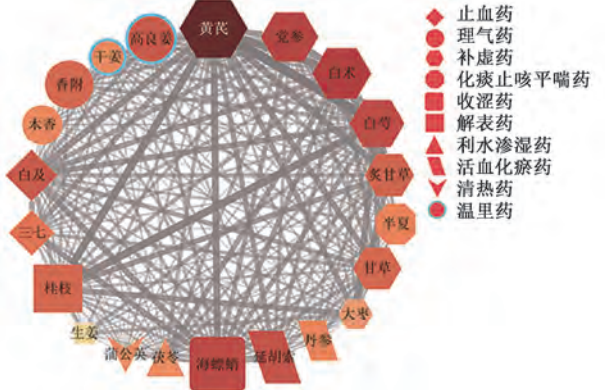 黄芪
党参
白术
白芍
炙甘草
半夏
甘草
大枣
丹参
延胡索
海螵蛸
茯苓
蒲公英
生姜
桂枝
三七
白及
木香
香附
干姜
高良姜
止血药
理气药
补虚药
化痰止咳平喘药
收涩药
解表药
利水渗湿药
活血化瘀药
清热药
温里药